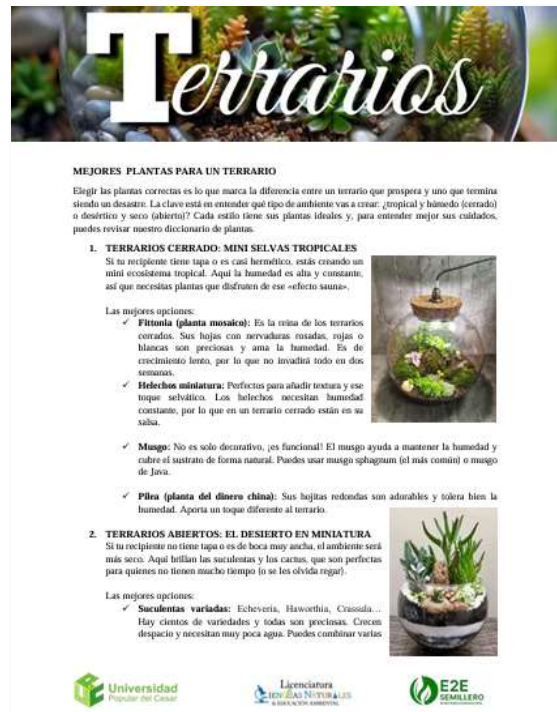 Terrarios
MEJORES PLANTAS PARA UN TERRARIO
Elegir las plantas correctas es lo que marca la diferencia entre un terrario que prospera y uno que termina
siendo un desastre. La clave está en entender qué tipo de ambiente vas a crear: ¿tropical y húmedo (cerrado)
o desértico y seco (abierto)? Cada estilo tiene sus plantas ideales y, para entender mejor sus cuidados,
puedes revisar nuestro diccionario de plantas.
1. TERRARIOS CERRADO: MINI SELVAS TROPICALES
Si tu recipiente tiene tapa o es casi hermético, estás creando un
mini ecosistema tropical. Aquí la humedad es alta y constante,
así que necesitas plantas que disfruten de ese «efecto sauna».
Las mejores opciones:
✓ Fittonia (planta mosaico): Es la reina de los terrarios
cerrados. Sus hojas con nervaduras rosadas, rojas o
blancas son preciosas y ama la humedad. Es de
crecimiento lento, por lo que no invadirá todo en dos
semanas.
✓ Helechos miniatura: Perfectos para añadir textura y ese
toque selvático. Los helechos necesitan humedad
constante, por lo que en un terrario cerrado están en su
salsa.
✓ Musgo: No es solo decorativo, ¡es funcional! El musgo ayuda a mantener la humedad y
cubre el sustrato de forma natural. Puedes usar musgo sphagnum (el más común) o musgo
de Java.
✓ Pilea (planta del dinero china): Sus hojitas redondas son adorables y tolera bien la
humedad. Aporta un toque diferente al terrario.
2. TERRARIOS ABIERTOS: EL DESIERTO EN MINIATURA
Si tu recipiente no tiene tapa o es de boca muy ancha, el ambiente será
más seco. Aquí brillan las suculentas y los cactus, que son perfectas
para quienes no tienen mucho tiempo (o se les olvida regar).
Las mejores opciones:
✓ Suculentas variadas: Echeveria, Haworthia, Crassula…
Hay cientos de variedades y todas son preciosas. Crecen
despacio y necesitan muy poca agua. Puedes combinar varias
Universidad
Popular del Cesar
Licenciatura
CIENCIAS NATURALES
& EDUCACIÓN AMBIENTAL
E2E
SEMILLERO